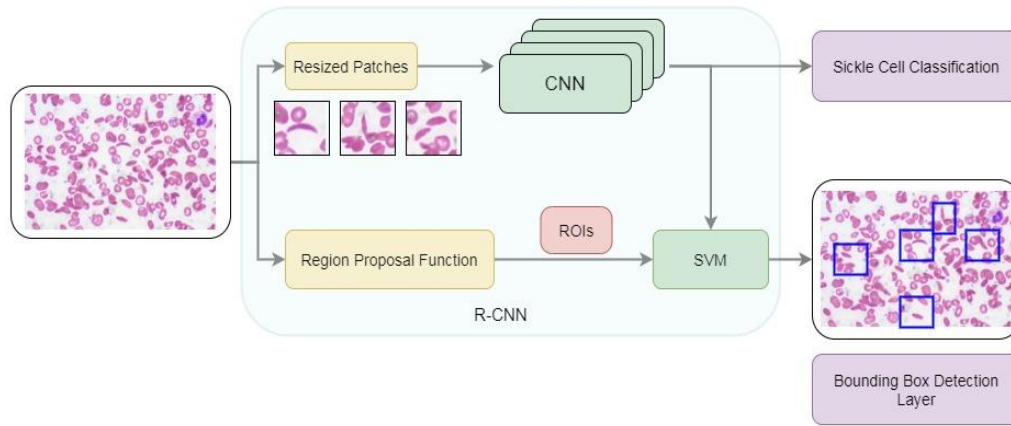 Resized Patches
CNN
Sickle Cell Classification
Region Proposal Function
ROIs
SVM
R-CNN
Bounding Box Detection
Layer